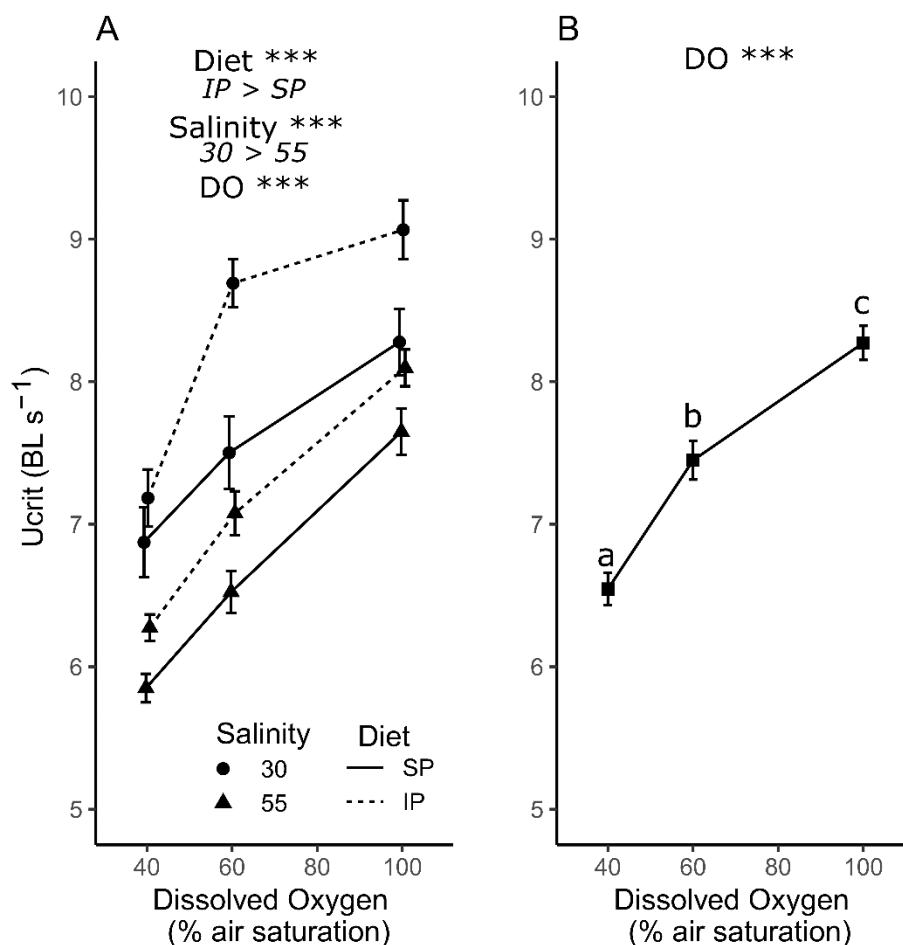 A
Diet ***
IP > SP
Salinity ***
30 > 55
DO ***
10
9
8
7
6
5
Ucrit (BL s−1)
Salinity
30
55
Diet
SP
IP
40
60
80
100
Dissolved Oxygen
(% air saturation)
B
DO ***
10
9
8
7
6
5
a
b
c
40
60
80
100
Dissolved Oxygen
(% air saturation)